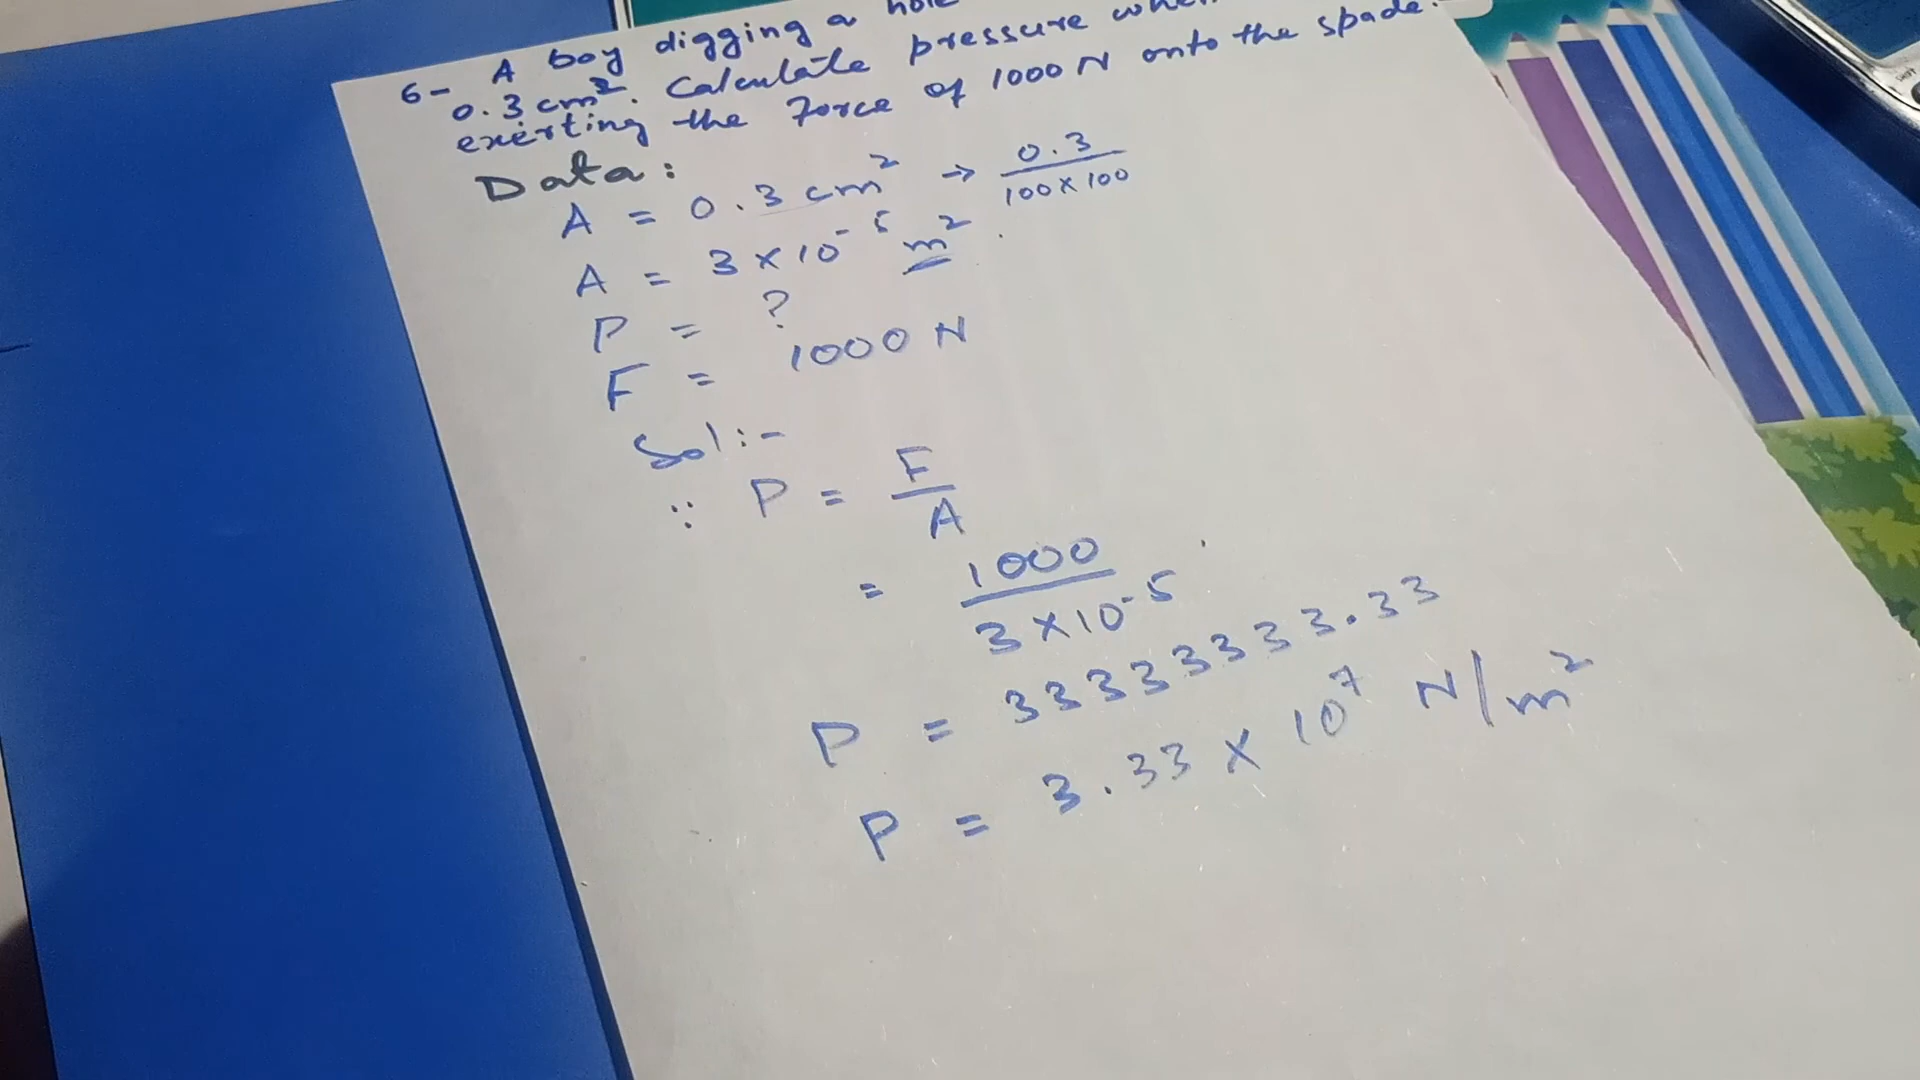 6- A boy digging a hole
0.3 cm². Calculate pressure when
exerting the Force of 1000 N onto the spade.
Data:
A = 0.3 cm² → 0.3 / 100 x 100
A = 3 x 10⁻⁵ m²
P = ?
F = 1000 N
Sol:-
∵ P = F / A
= 1000 / 3 x 10⁻⁵
P = 33333333.33
P = 3.33 x 10⁷ N/m²